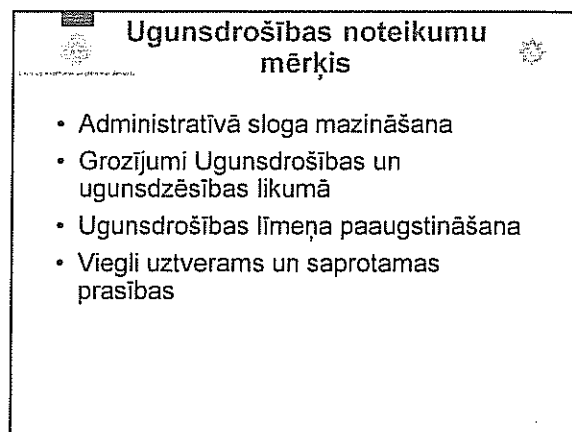 Ugunsdrošības noteikumu
mērķis
• Administratīvā sloga mazināšana
• Grozījumi Ugunsdrošības un
ugunsdzēsības likumā
• Ugunsdrošības līmeņa paaugstināšana
• Viegli uztverams un saprotamas
prasības